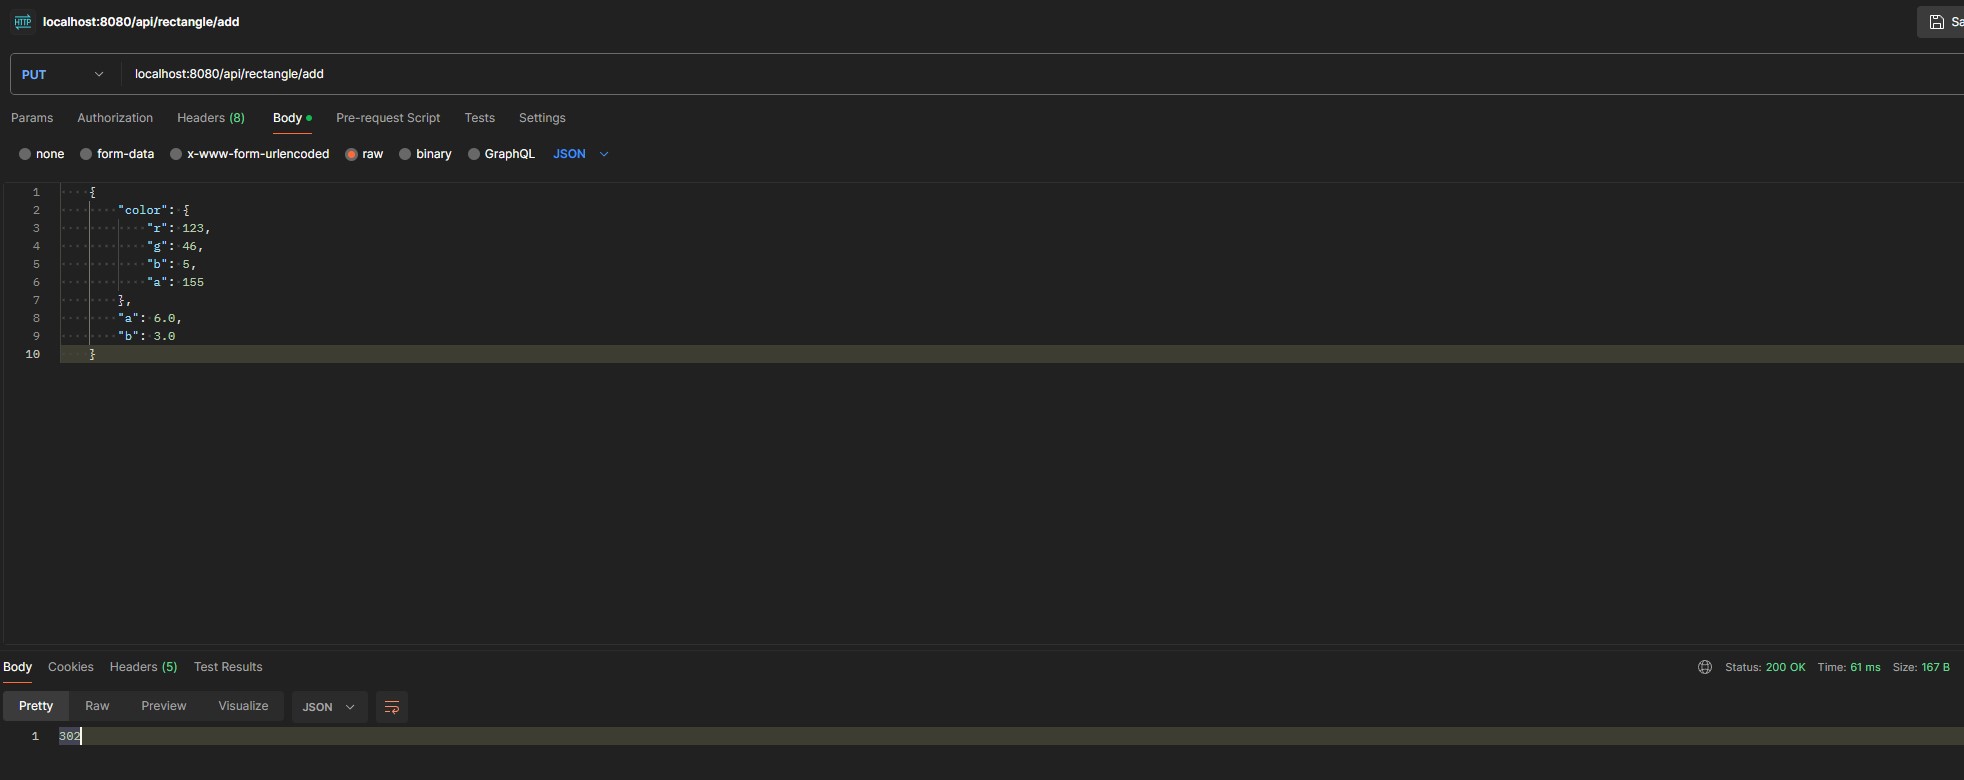 HTTP localhost:8080/api/rectangle/add
Sa
PUT localhost:8080/api/rectangle/add
Params Authorization Headers (8) Body Pre-request Script Tests Settings
none form-data x-www-form-urlencoded raw binary GraphQL JSON
1 {
2 "color": {
3 "r": 123,
4 "g": 46,
5 "b": 5,
6 "a": 155
7 },
8 "a": 6.0,
9 "b": 3.0
10 }
Body Cookies Headers (5) Test Results Status: 200 OK Time: 61 ms Size: 167 B
Pretty Raw Preview Visualize JSON
1 302